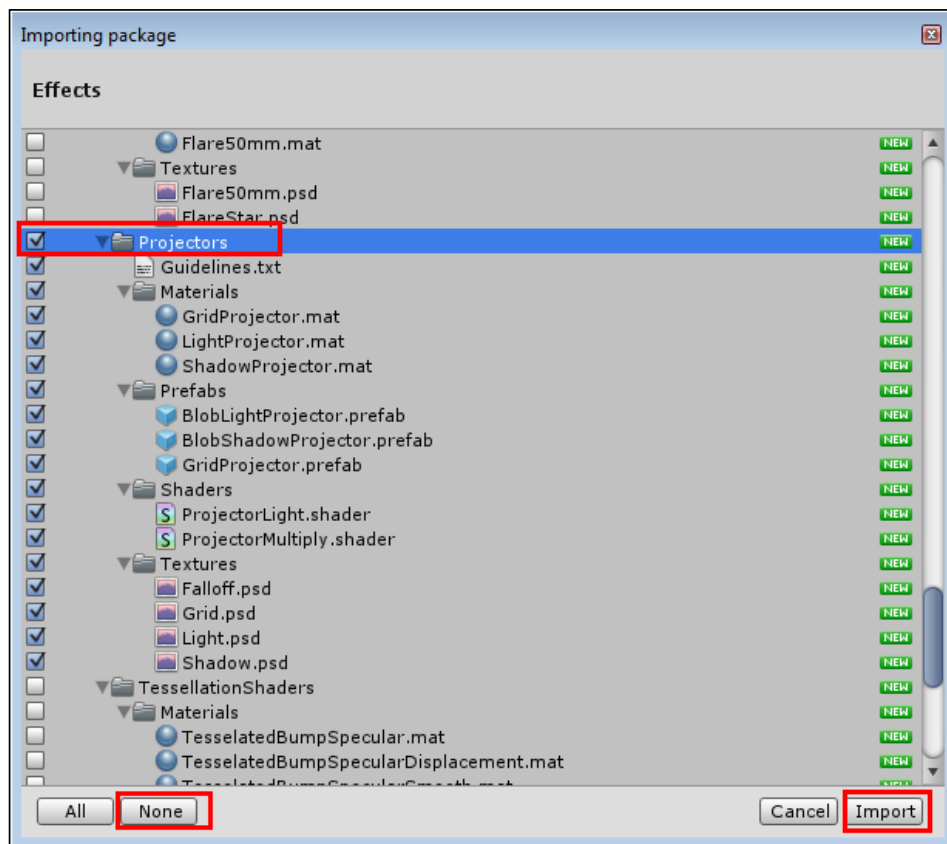 Importing package
Effects
Flare50mm.mat NEW
Textures NEW
Flare50mm.psd NEW
FlareStar.psd NEW
Projectors NEW
Guidelines.txt NEW
Materials NEW
GridProjector.mat NEW
LightProjector.mat NEW
ShadowProjector.mat NEW
Prefabs NEW
BlobLightProjector.prefab NEW
BlobShadowProjector.prefab NEW
GridProjector.prefab NEW
Shaders NEW
S ProjectorLight.shader NEW
S ProjectorMultiply.shader NEW
Textures NEW
Falloff.psd NEW
Grid.psd NEW
Light.psd NEW
Shadow.psd NEW
TessellationShaders NEW
Materials NEW
TesselatedBumpSpecular.mat NEW
TesselatedBumpSpecularDisplacement.mat NEW
TesselatedBumpSpecularSmooth.mat NEW
All None Cancel Import